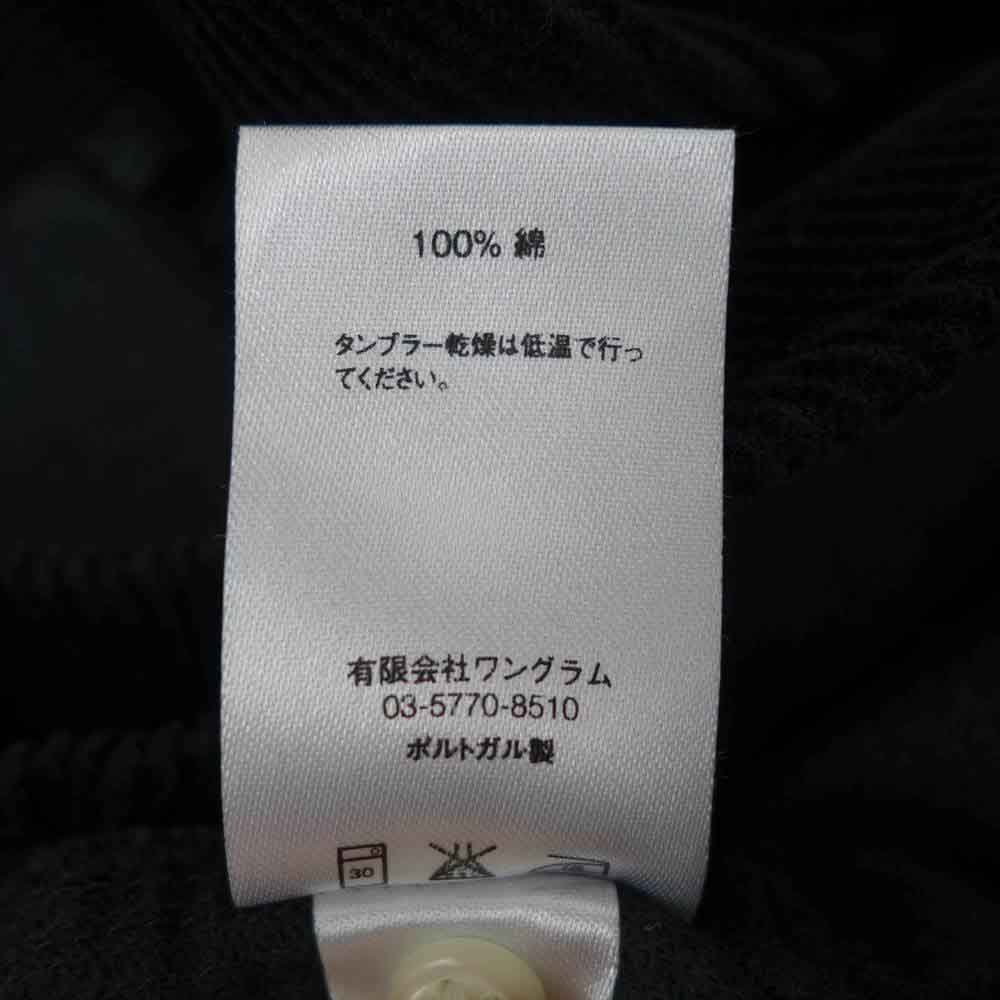 100% 綿
タンブラー乾燥は低温で行っ
てください。
有限会社ワングラム
03-5770-8510
ポルトガル製
30